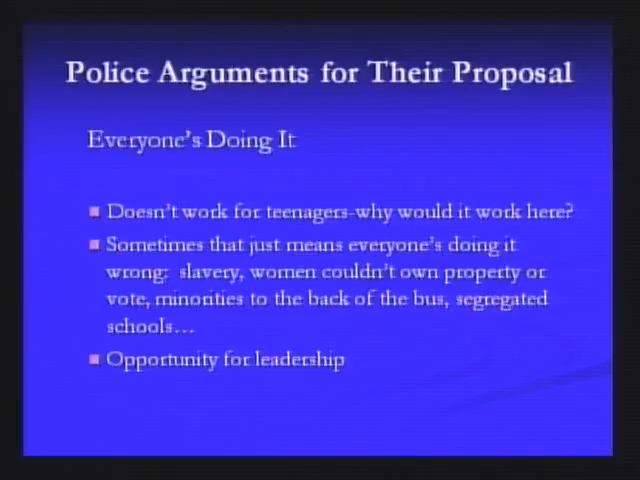 Police Arguments for Their Proposal
Everyone's Doing It
Doesn't work for teenagers-why would it work here?
Sometimes that just means everyone's doing it
wrong:  slavery, women couldn't own property or
vote, minorities to the back of the bus, segregated
schools…
Opportunity for leadership